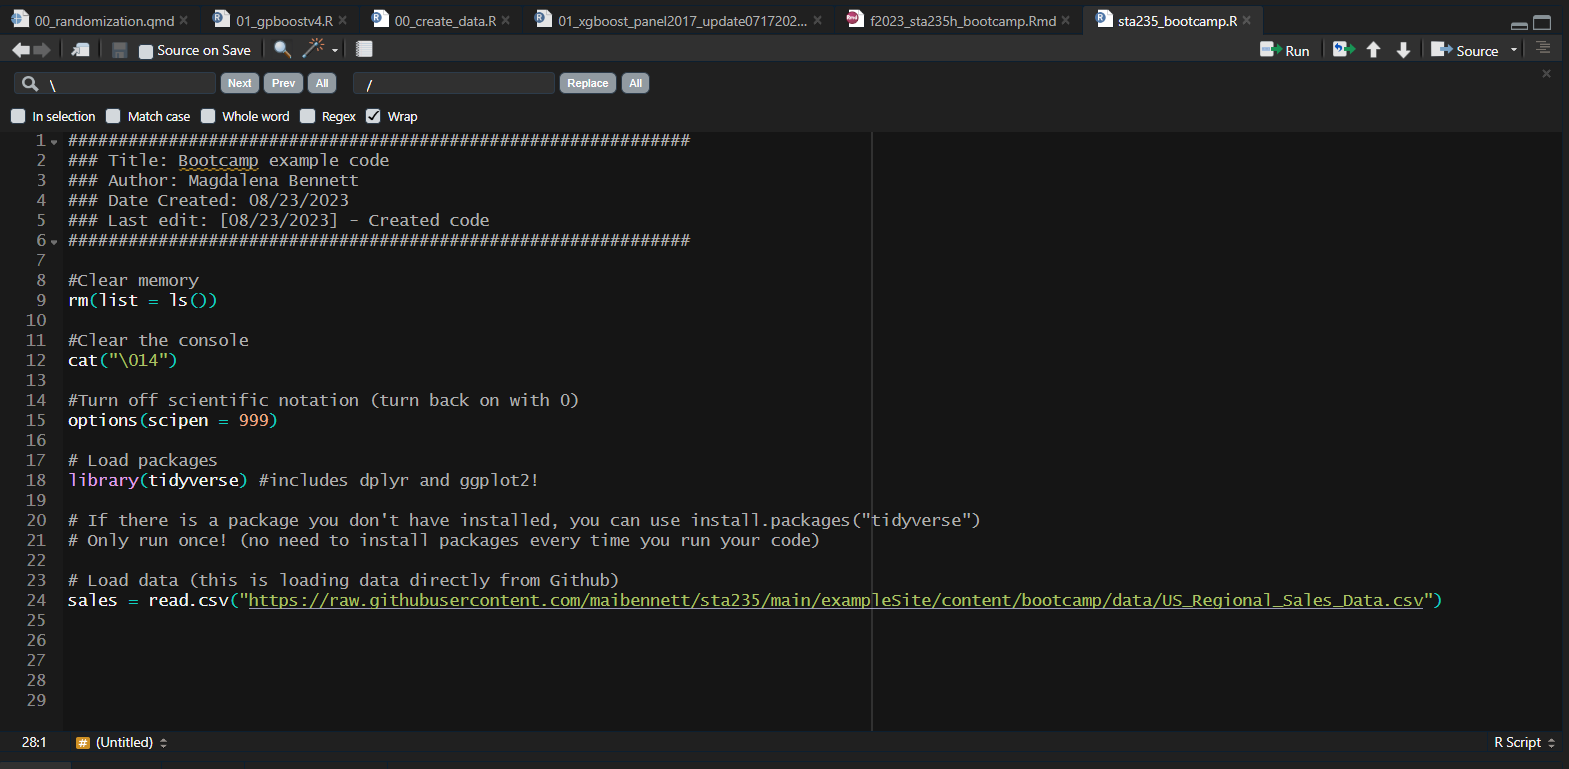 00_randomization.qmd
01_gpboostv4.R
00_create_data.R
01_xgboost_panel2017_update0717202...
f2023_sta235h_bootcamp.Rmd
sta235_bootcamp.R
Source on Save
Run
Source
\
Next
Prev
All
/
Replace
All
In selection
Match case
Whole word
Regex
Wrap
1 ##############################################################
2 ### Title: Bootcamp example code
3 ### Author: Magdalena Bennett
4 ### Date Created: 08/23/2023
5 ### Last edit: [08/23/2023] - Created code
6 ##############################################################
7
8 #Clear memory
9 rm(list = ls())
10
11 #Clear the console
12 cat("\014")
13
14 #Turn off scientific notation (turn back on with 0)
15 options(scipen = 999)
16
17 # Load packages
18 library(tidyverse) #includes dplyr and ggplot2!
19
20 # If there is a package you don't have installed, you can use install.packages("tidyverse")
21 # Only run once! (no need to install packages every time you run your code)
22
23 # Load data (this is loading data directly from Github)
24 sales = read.csv("https://raw.githubusercontent.com/maibennett/sta235/main/exampleSite/content/bootcamp/data/US_Regional_Sales_Data.csv")
25
26
27
28
29
28:1
# (Untitled)
R Script